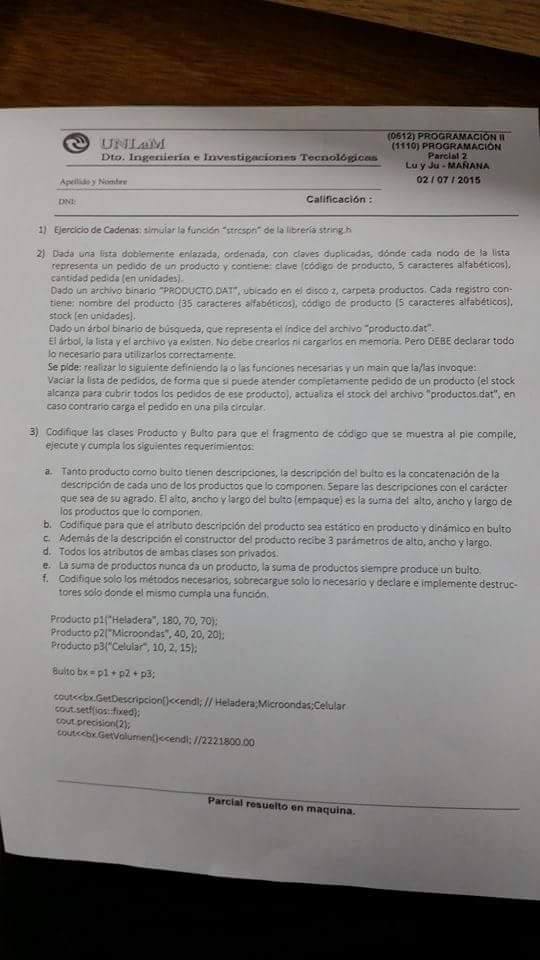 UNLaM
Dto. Ingeniería e Investigaciones Tecnológicas
(0612) PROGRAMACIÓN II
(1110) PROGRAMACIÓN
Parcial 2
Lu y Ju - MAÑANA
02 / 07 / 2015
Apellido y Nombre
DNI:
Calificación :
1) Ejercicio de Cadenas: simular la función "strcspn" de la librería string.h
2) Dada una lista doblemente enlazada, ordenada, con claves duplicadas, dónde cada nodo de la lista
representa un pedido de un producto y contiene: clave (código de producto, 5 caracteres alfabéticos),
cantidad pedida (en unidades).
Dado un archivo binario "PRODUCTO.DAT", ubicado en el disco z, carpeta productos. Cada registro con-
tiene: nombre del producto (35 caracteres alfabéticos), código de producto (5 caracteres alfabéticos),
stock (en unidades).
Dado un árbol binario de búsqueda, que representa el índice del archivo "producto.dat".
El árbol, la lista y el archivo ya existen. No debe crearlos ni cargarlos en memoria. Pero DEBE declarar todo
lo necesario para utilizarlos correctamente.
Se pide: realizar lo siguiente definiendo la o las funciones necesarias y un main que la/las invoque:
Vaciar la lista de pedidos, de forma que si puede atender completamente pedido de un producto (el stock
alcanza para cubrir todos los pedidos de ese producto), actualiza el stock del archivo "productos.dat", en
caso contrario carga el pedido en una pila circular.
3) Codifique las clases Producto y Bulto para que el fragmento de código que se muestra al pie compile,
ejecute y cumpla los siguientes requerimientos:
a. Tanto producto como bulto tienen descripciones, la descripción del bulto es la concatenación de la
descripción de cada uno de los productos que lo componen. Separe las descripciones con el carácter
que sea de su agrado. El alto, ancho y largo del bulto (empaque) es la suma del alto, ancho y largo de
los productos que lo componen.
b. Codifique para que el atributo descripción del producto sea estático en producto y dinámico en bulto
c. Además de la descripción el constructor del producto recibe 3 parámetros de alto, ancho y largo.
d. Todos los atributos de ambas clases son privados.
e. La suma de productos nunca da un producto, la suma de productos siempre produce un bulto.
f. Codifique solo los métodos necesarios, sobrecargue solo lo necesario y declare e implemente destruc-
tores solo donde el mismo cumpla una función.
Producto p1("Heladera", 180, 70, 70);
Producto p2("Microondas", 40, 20, 20);
Producto p3("Celular", 10, 2, 15);
Bulto bx = p1 + p2 + p3;
cout<<bx.GetDescripcion()<<endl; // Heladera;Microondas;Celular
cout.setf(ios::fixed);
cout.precision(2);
cout<<bx.GetVolumen()<<endl; //2221800.00
Parcial resuelto en maquina.